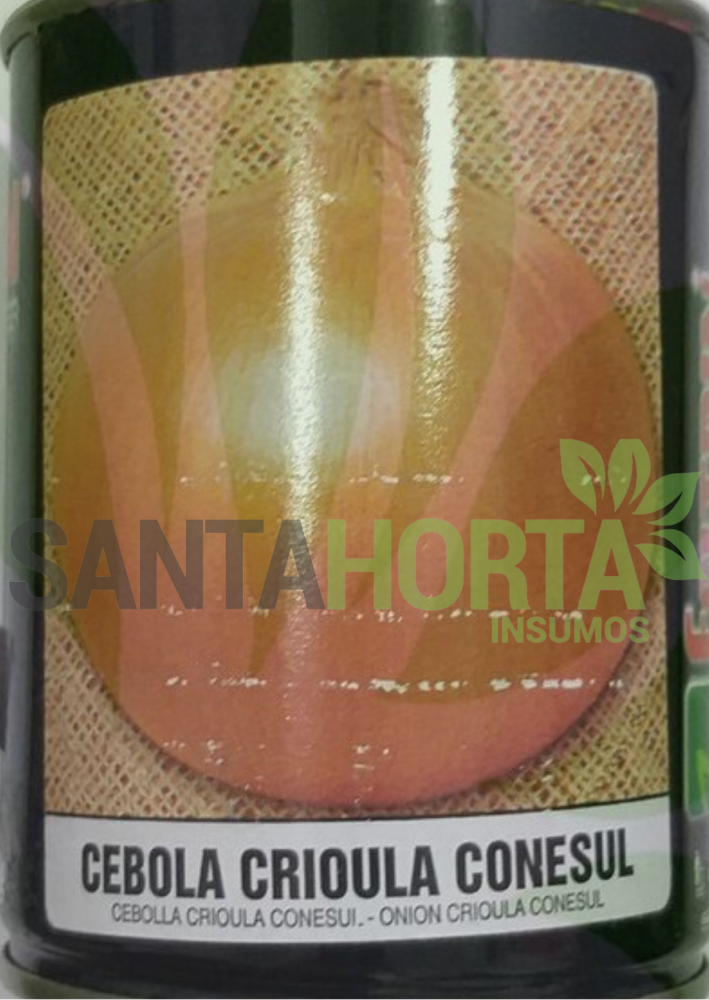 SANTAHORTA
INSUMOS
CEBOLA CRIOULA CONESUL
CEBOLLA CRIOULA CONESUL - ONION CRIOULA CONESUL